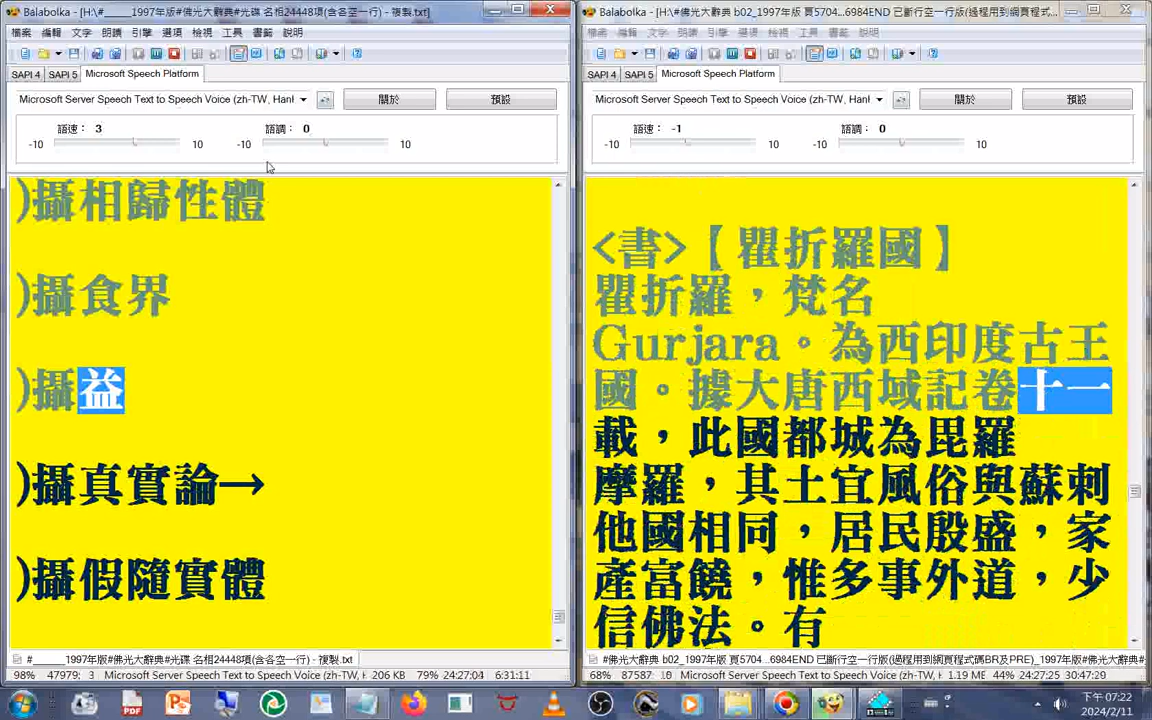 Balabolka - [H:\#_____1997年版#佛光大辭典#光碟 名相24448項(含各空一行) - 複製.txt]
檔案 編輯 文字 朗讀 引擎 選項 檢視 工具 書籤 說明
SAPI 4 SAPI 5 Microsoft Speech Platform
Microsoft Server Speech Text to Speech Voice (zh-TW, Han
關於
預設
語速： 3
語調： 0
-10 10 -10 10
)攝相歸性體
)攝食界
)攝益
)攝真實論→
)攝假隨實體
#_____1997年版#佛光大辭典#光碟 名相24448項(含各空一行) - 複製.txt
98% 47979: 3 Microsoft Server Speech Text to Speech Voice (zh-TW, H 206 KB 79% 24:27:04 6:31:11
Balabolka - [H:\#佛光大辭典 b02_1997年版 頁5704...6984END 已斷行空一行版(過程用到網頁程式...
檔案 編輯 文字 朗讀 引擎 選項 檢視 工具 書籤 說明
SAPI 4 SAPI 5 Microsoft Speech Platform
Microsoft Server Speech Text to Speech Voice (zh-TW, Han
關於
預設
語速： -1
語調： 0
-10 10 -10 10
<書>【瞿折羅國】
瞿折羅，梵名
Gurjara。為西印度古王
國。據大唐西域記卷十一
載，此國都城為毘羅
摩羅，其土宜風俗與蘇剌
他國相同，居民殷盛，家
產富饒，惟多事外道，少
信佛法。有
#佛光大辭典 b02_1997年版 頁5704...6984END 已斷行空一行版(過程用到網頁程式碼BR及PRE)_1997年版#
68% 87587: 10 Microsoft Server Speech Text to Speech Voice (zh-TW, H 1.19 MB 44% 24:27:25 30:47:29
下午 07:22
2024/2/11